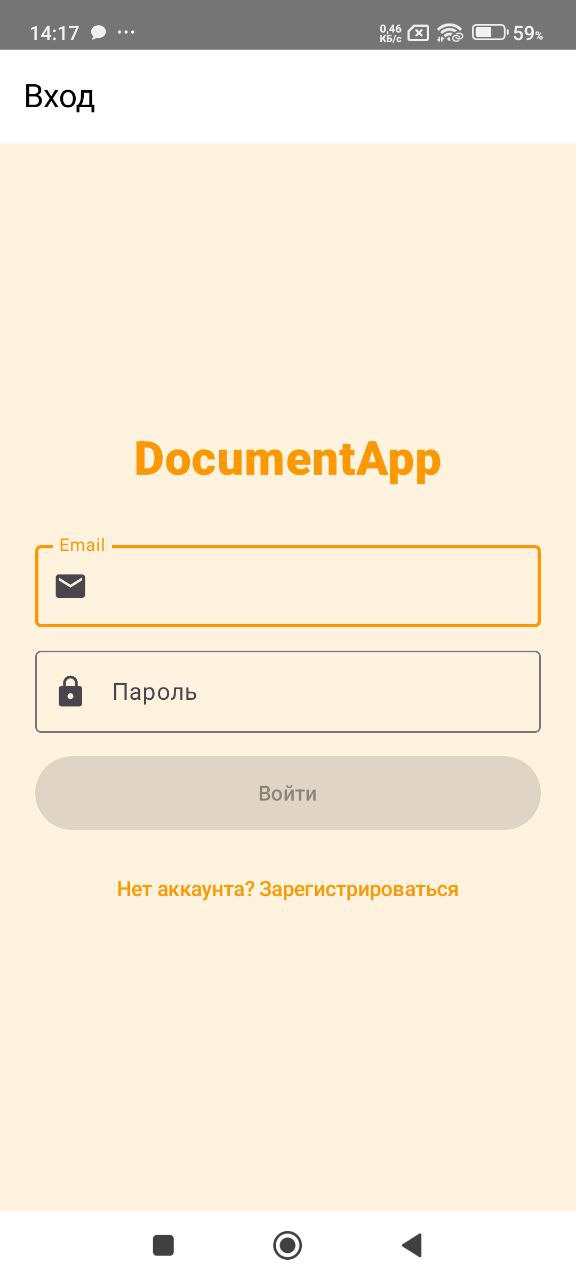 14:17
0,46
КБ/с
59%
Вход
DocumentApp
Email
Пароль
Войти
Нет аккаунта? Зарегистрироваться